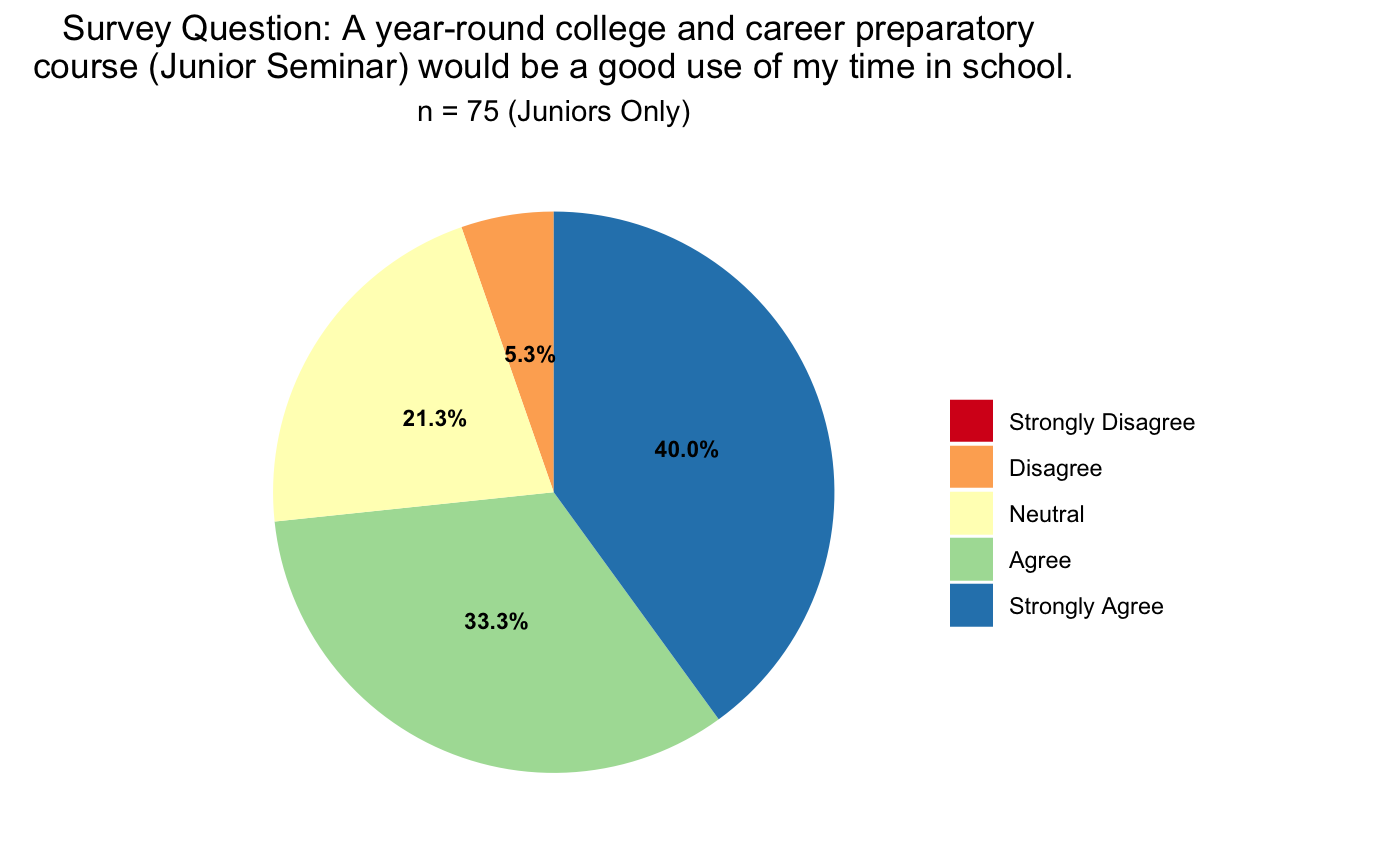 Survey Question: A year-round college and career preparatory
course (Junior Seminar) would be a good use of my time in school.
n = 75 (Juniors Only)
5.3%
21.3%
40.0%
33.3%
Strongly Disagree
Disagree
Neutral
Agree
Strongly Agree